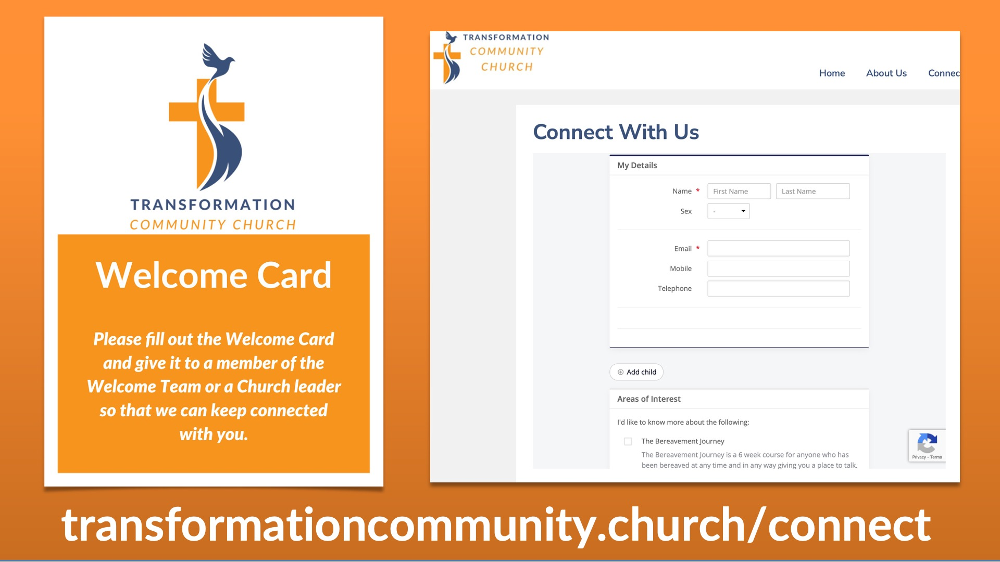 TRANSFORMATION
COMMUNITY CHURCH
Welcome Card
Please fill out the Welcome Card
and give it to a member of the
Welcome Team or a Church leader
so that we can keep connected
with you.
TRANSFORMATION
COMMUNITY
CHURCH
Home About Us Connec
Connect With Us
My Details
Name * First Name Last Name
Sex -
Email *
Mobile
Telephone
Add child
Areas of Interest
I'd like to know more about the following:
The Bereavement Journey
The Bereavement Journey is a 6 week course for anyone who has
been bereaved at any time and in any way giving you a place to talk.
Privacy - Terms
transformationcommunity.church/connect